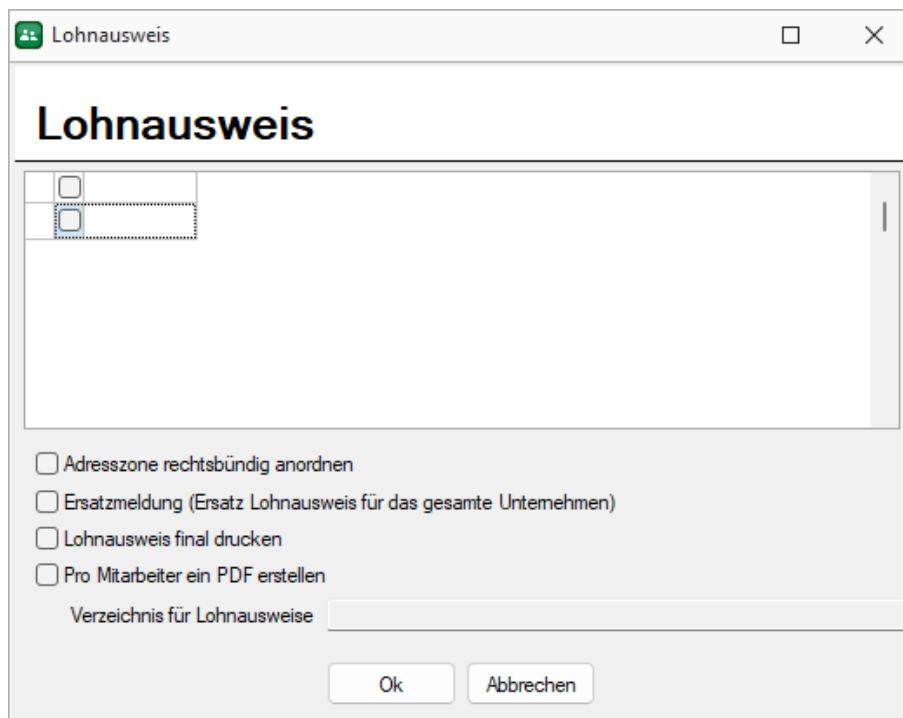 Lohnausweis
Lohnausweis
Adresszone rechtsbündig anordnen
Ersatzmeldung (Ersatz Lohnausweis für das gesamte Unternehmen)
Lohnausweis final drucken
Pro Mitarbeiter ein PDF erstellen
Verzeichnis für Lohnausweise
Ok Abbrechen